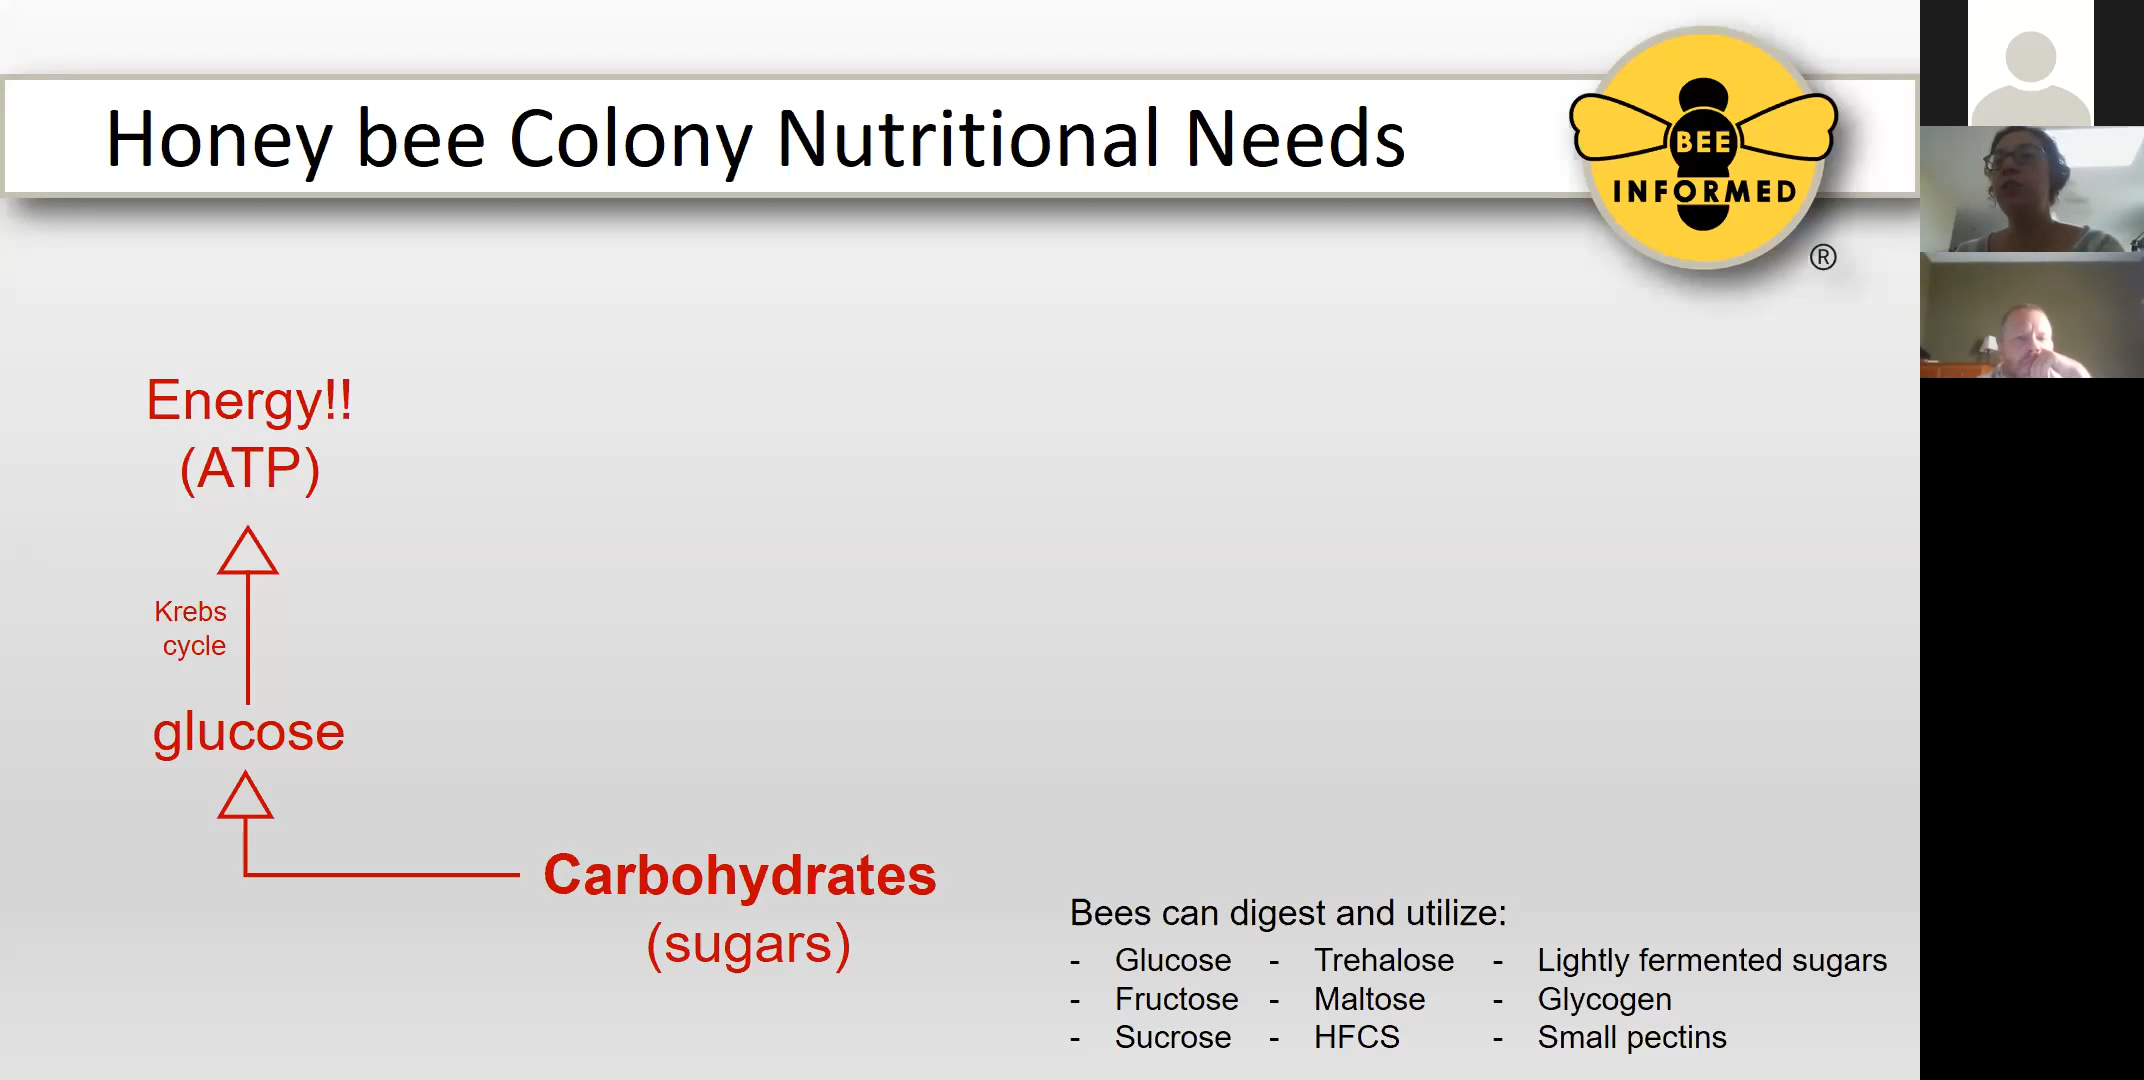 Honey bee Colony Nutritional Needs
BEE
INFORMED
®
Energy!!
(ATP)
Krebs
cycle
glucose
Carbohydrates
(sugars)
Bees can digest and utilize:
- Glucose - Trehalose - Lightly fermented sugars
- Fructose - Maltose - Glycogen
- Sucrose - HFCS - Small pectins